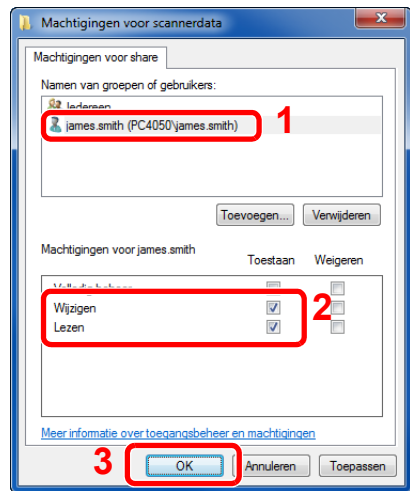 Machtigingen voor scannerdata
Machtigingen voor share
Namen van groepen of gebruikers:
Iedereen
james.smith (PC4050\james.smith)
1
Toevoegen... Verwijderen
Machtigingen voor james.smith Toestaan Weigeren
Volledig beheer
Wijzigen
2
Lezen
Meer informatie over toegangsbeheer en machtigingen
3
OK Annuleren Toepassen